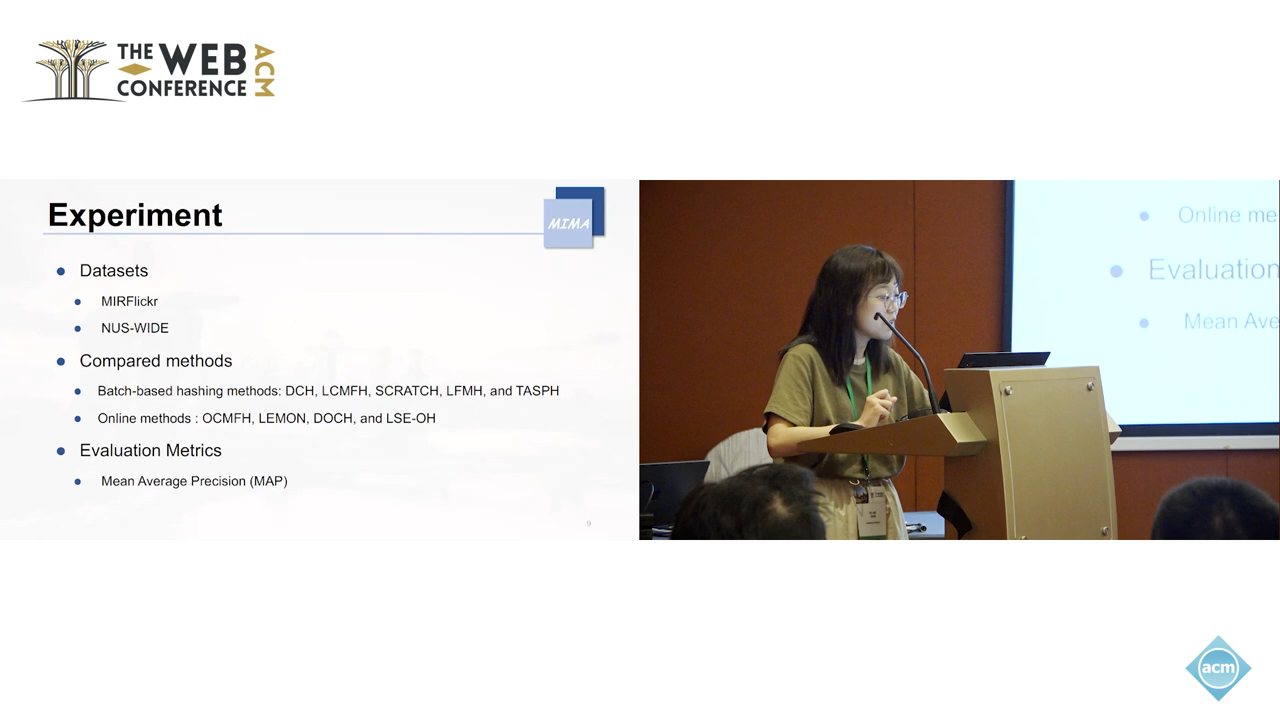 THE WEB
CONFERENCE
ACM
Experiment
MIMA
● Datasets
● MIRFlickr
● NUS-WIDE
● Compared methods
● Batch-based hashing methods: DCH, LCMFH, SCRATCH, LFMH, and TASPH
● Online methods : OCMFH, LEMON, DOCH, and LSE-OH
● Evaluation Metrics
● Mean Average Precision (MAP)
9
● Online me
● Evaluation
● Mean Ave
acm